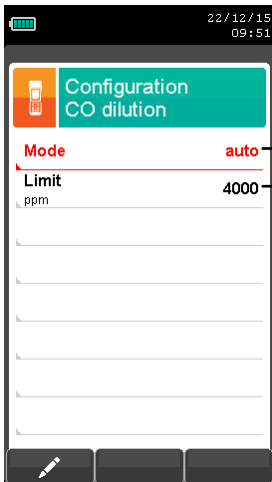 22/12/15
09:51
Configuration
CO dilution
Mode auto
Limit 4000
ppm